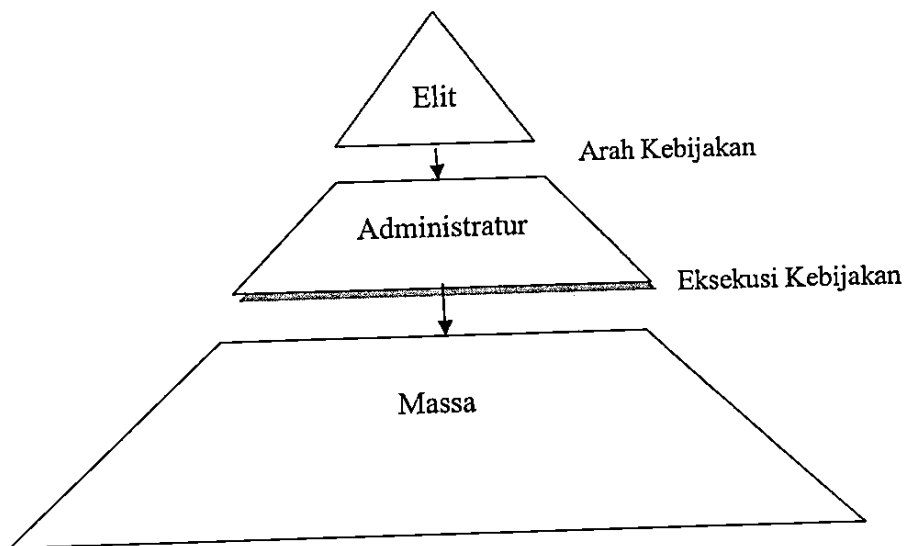 Elit
Arah Kebijakan
Administratur
Eksekusi Kebijakan
Massa